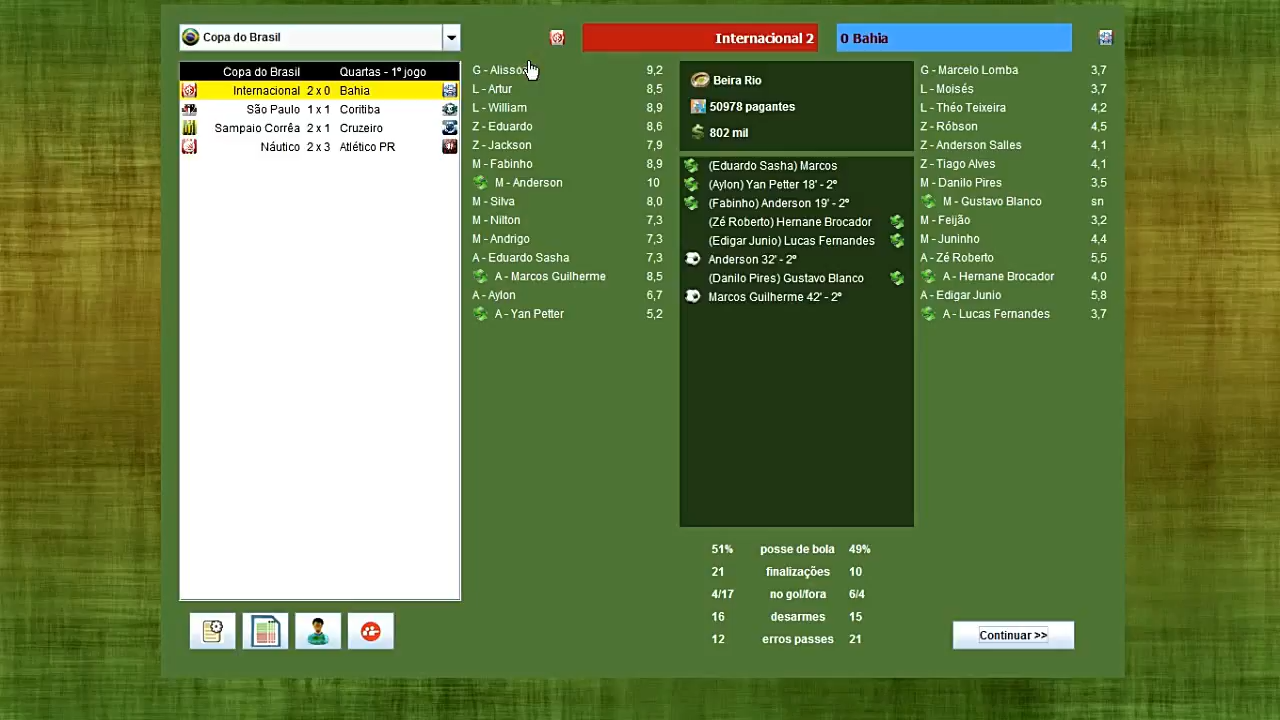 Copa do Brasil
Internacional 2
0 Bahia
Copa do Brasil Quartas - 1º jogo
Internacional 2 x 0 Bahia
São Paulo 1 x 1 Coritiba
Sampaio Corrêa 2 x 1 Cruzeiro
Náutico 2 x 3 Atlético PR
G - Alisson 9,2
L - Artur 8,5
L - William 8,9
Z - Eduardo 8,6
Z - Jackson 7,9
M - Fabinho 8,9
M - Anderson 10
M - Silva 8,0
M - Nilton 7,3
M - Andrigo 7,3
A - Eduardo Sasha 7,3
A - Marcos Guilherme 8,5
A - Aylon 6,7
A - Yan Petter 5,2
Beira Rio
50978 pagantes
802 mil
(Eduardo Sasha) Marcos
(Aylon) Yan Petter 18' - 2º
(Fabinho) Anderson 19' - 2º
(Zé Roberto) Hernane Brocador
(Edigar Junio) Lucas Fernandes
Anderson 32' - 2º
(Danilo Pires) Gustavo Blanco
Marcos Guilherme 42' - 2º
51% posse de bola 49%
21 finalizações 10
4/17 no gol/fora 6/4
16 desarmes 15
12 erros passes 21
G - Marcelo Lomba 3,7
L - Moisés 3,7
L - Théo Teixeira 4,2
Z - Róbson 4,5
Z - Anderson Salles 4,1
Z - Tiago Alves 4,1
M - Danilo Pires 3,5
M - Gustavo Blanco sn
M - Feijão 3,2
M - Juninho 4,4
A - Zé Roberto 5,5
A - Hernane Brocador 4,0
A - Edigar Junio 5,8
A - Lucas Fernandes 3,7
Continuar >>